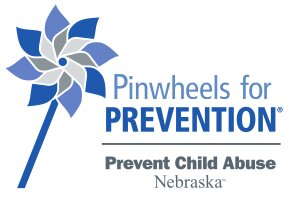 Pinwheels for
PREVENTION®
Prevent Child Abuse
Nebraska™